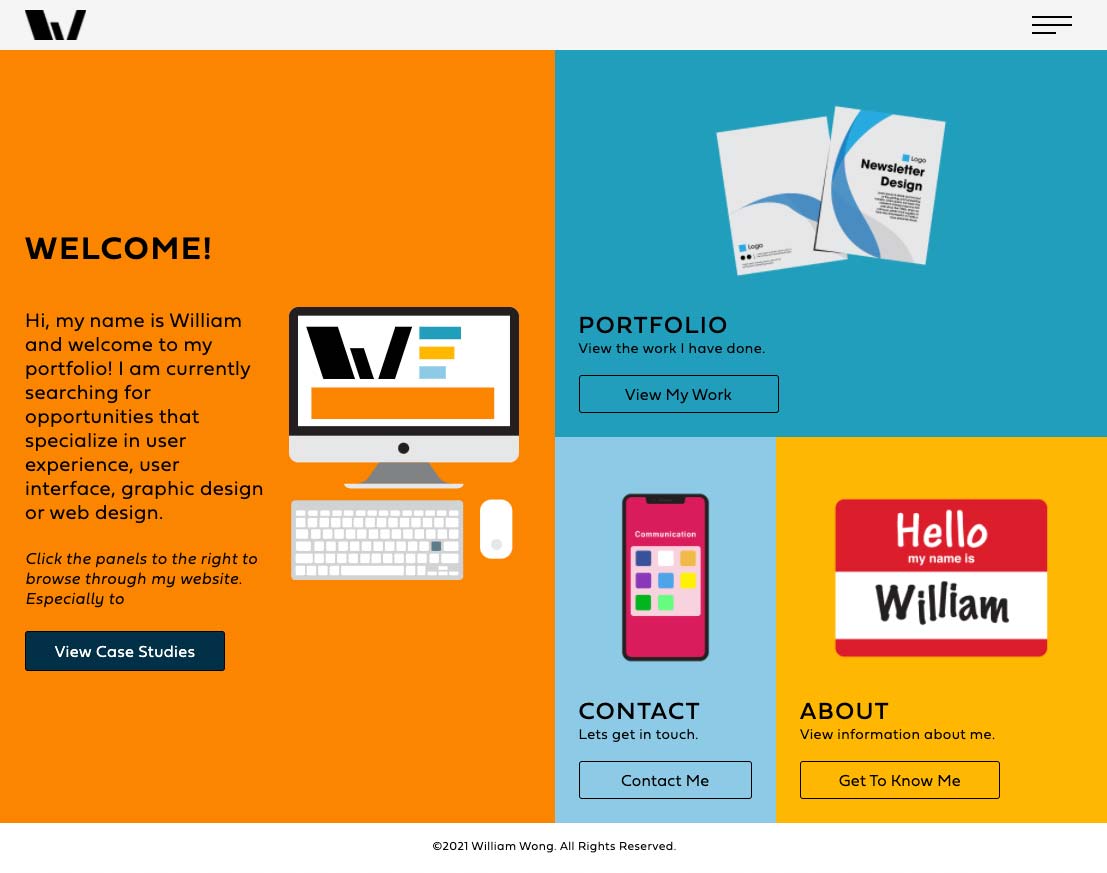 W
WELCOME!
Hi, my name is William
and welcome to my
portfolio! I am currently
searching for
opportunities that
specialize in user
experience, user
interface, graphic design
or web design.
Click the panels to the right to
browse through my website.
Especially to
View Case Studies
W
Logo
Newsletter
Design
Logo
PORTFOLIO
View the work I have done.
View My Work
Communication
CONTACT
Lets get in touch.
Contact Me
Hello
my name is
William
ABOUT
View information about me.
Get To Know Me
©2021 William Wong. All Rights Reserved.